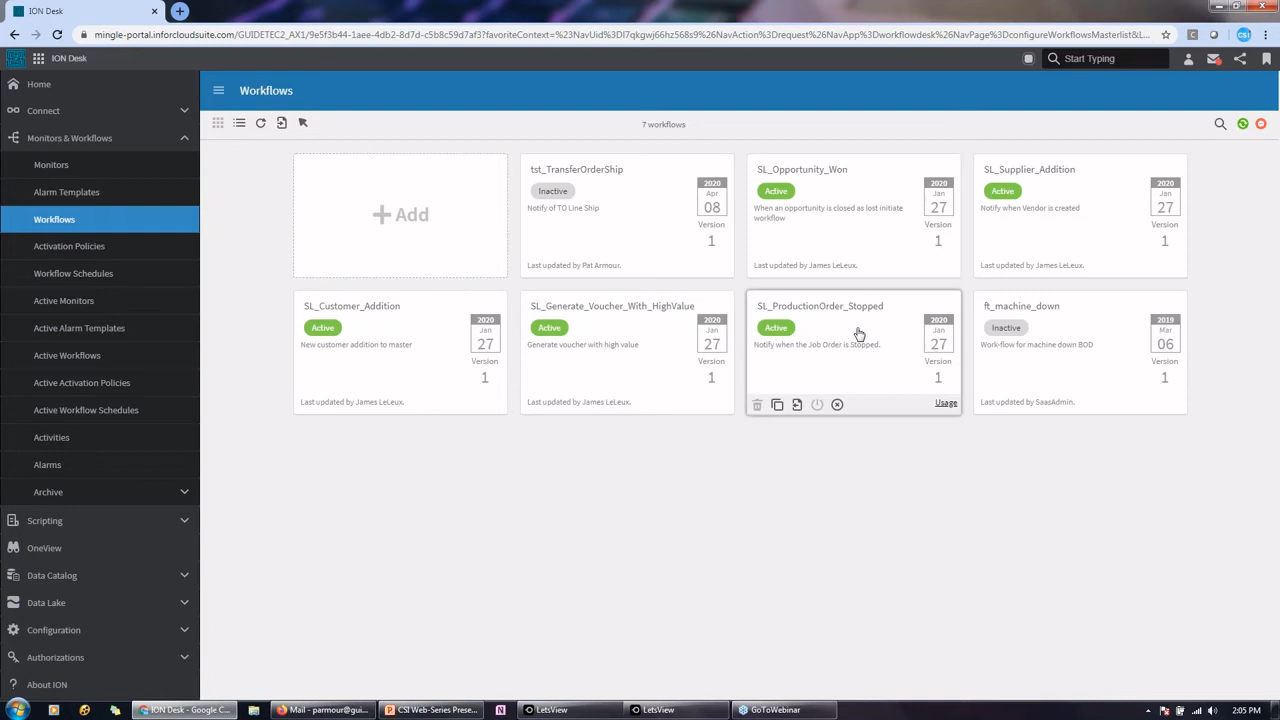 ION Desk
mingle-portal.inforcloudsuite.com/GUIDETEC2_AX1/9e5f3b44-1aee-4db2-8d7d-c5b8c59d7af3?favoriteContext=%23NavUid%3Dl7qkgwj66hz568s9%26NavAction%3Drequest%26NavApp%3Dworkflowdesk%26NavPage%3DconfigureWorkflowsMasterlist&L...
ION Desk
Start Typing
Home
Connect
Monitors & Workflows
Monitors
Alarm Templates
Workflows
Activation Policies
Workflow Schedules
Active Monitors
Active Alarm Templates
Active Workflows
Active Activation Policies
Active Workflow Schedules
Activities
Alarms
Archive
Scripting
OneView
Data Catalog
Data Lake
Configuration
Authorizations
About ION
Workflows
7 workflows
Add
tst_TransferOrderShip
Inactive
Notify of TO Line Ship
2020
Apr
08
Version
1
Last updated by Pat Armour.
SL_Opportunity_Won
Active
When an opportunity is closed as lost initiate
workflow
2020
Jan
27
Version
1
Last updated by James LeLeux.
SL_Supplier_Addition
Active
Notify when Vendor is created
2020
Jan
27
Version
1
Last updated by James LeLeux.
SL_Customer_Addition
Active
New customer addition to master
2020
Jan
27
Version
1
Last updated by James LeLeux.
SL_Generate_Voucher_With_HighValue
Active
Generate voucher with high value
2020
Jan
27
Version
1
Last updated by James LeLeux.
SL_ProductionOrder_Stopped
Active
Notify when the Job Order is Stopped.
2020
Jan
27
Version
1
Usage
ft_machine_down
Inactive
Work-flow for machine down BOD
2019
Mar
06
Version
1
Last updated by SaasAdmin.
ION Desk - Google C...
Mail - parmour@gui...
CSI Web-Series Prese...
LetsView
LetsView
GoToWebinar
2:05 PM